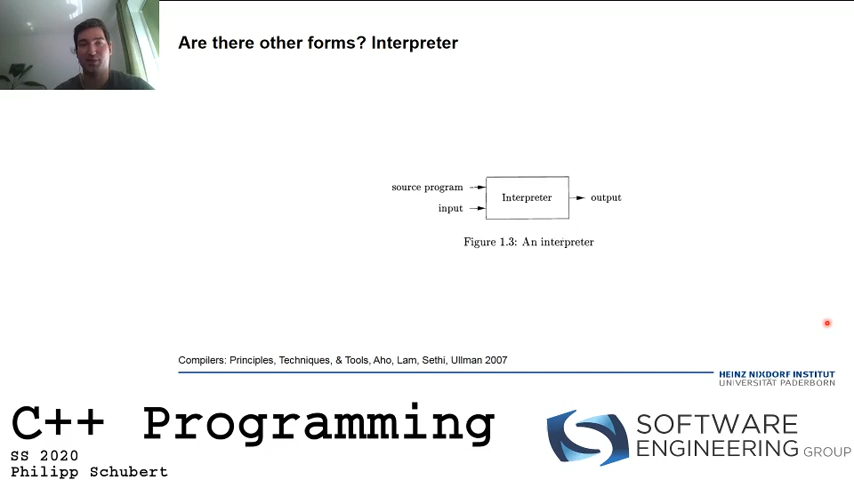 Are there other forms? Interpreter
source program
Interpreter
output
input
Figure 1.3: An interpreter
Compilers: Principles, Techniques, & Tools, Aho, Lam, Sethi, Ullman 2007
HEINZ NIXDORF INSTITUT
UNIVERSITÄT PADERBORN
C++ Programming
SS 2020
Philipp Schubert
SOFTWARE
ENGINEERING GROUP